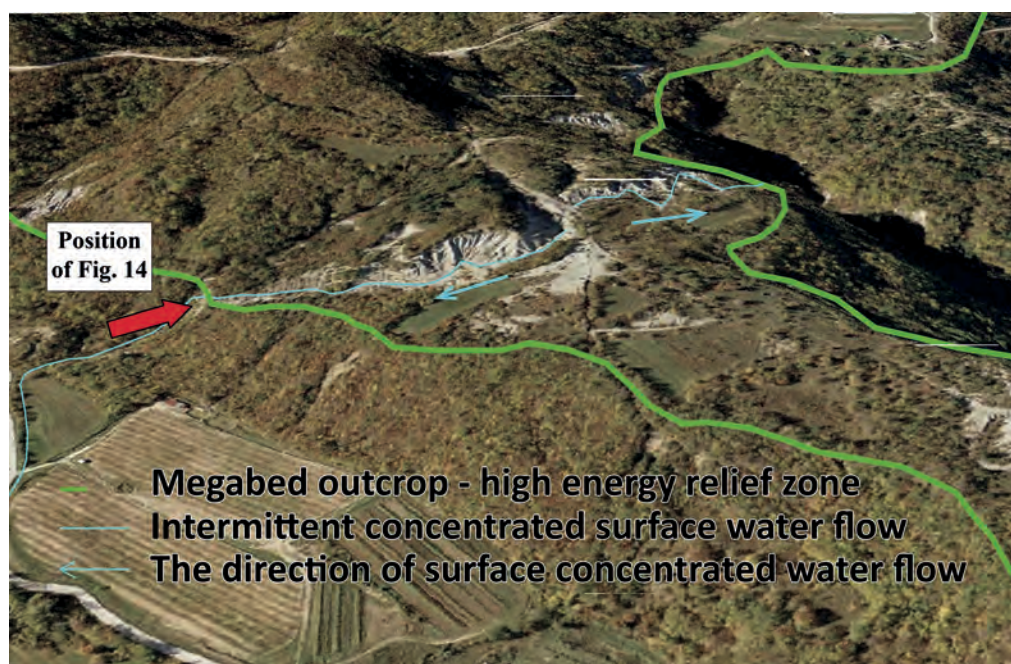 Position
of Fig. 14
Megabed outcrop - high energy relief zone
Intermittent concentrated surface water flow
The direction of surface concentrated water flow